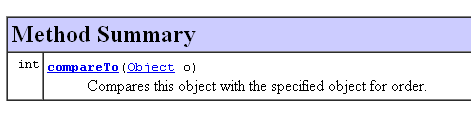 Method Summary
int compareTo(Object o)
Compares this object with the specified object for order.